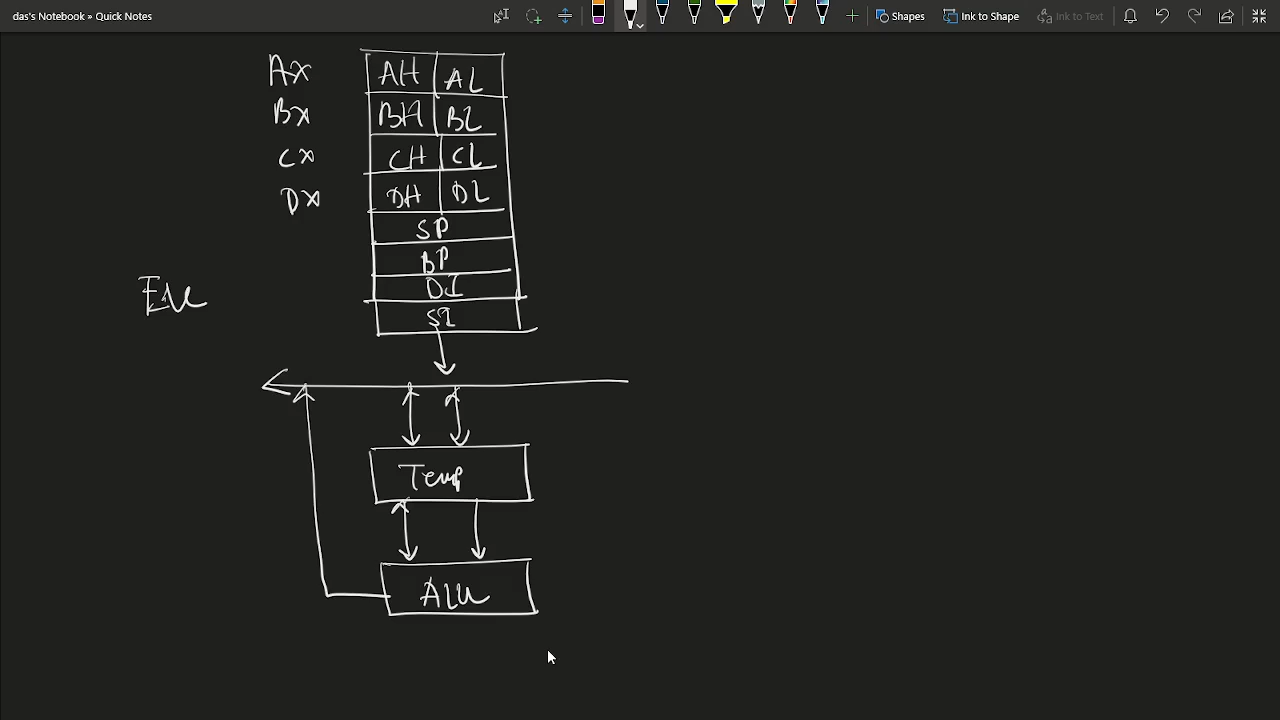 das's Notebook » Quick Notes
Shapes
Ink to Shape
Ink to Text
AX AH AL
BX BH BL
CX CH CL
DX DH DL
SP
BP
DI
EU
SI
Temp
ALU